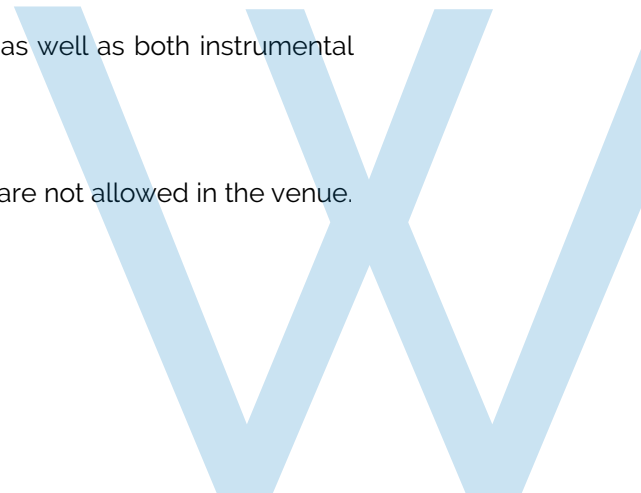 as well as both instrumental
are not allowed in the venue.
W